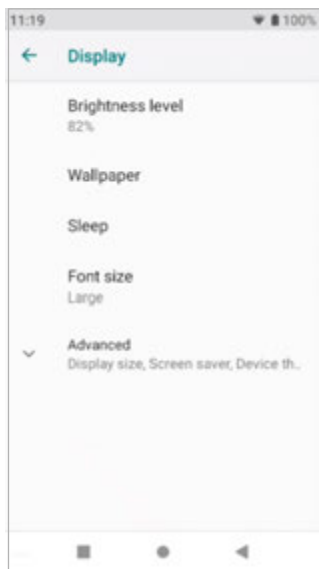 11:19 100%
Display
Brightness level
82%
Wallpaper
Sleep
Font size
Large
Advanced
Display size, Screen saver, Device th..